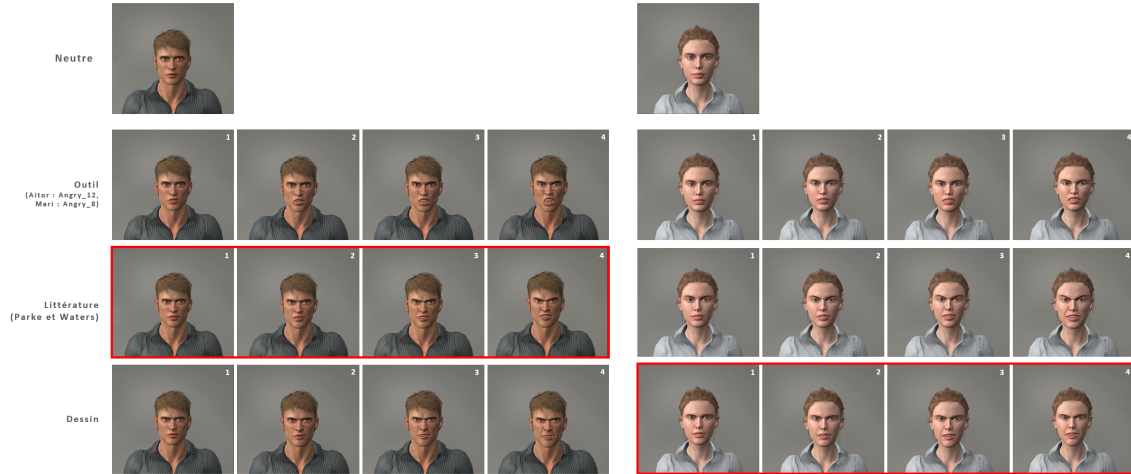 Neutre
1 2 3 4 1 2 3 4
Outil
(Aitor : Angry_12,
Mari : Angry_8)
1 2 3 4 1 2 3 4
Littérature
(Parke et Waters)
1 2 3 4 1 2 3 4
Dessin